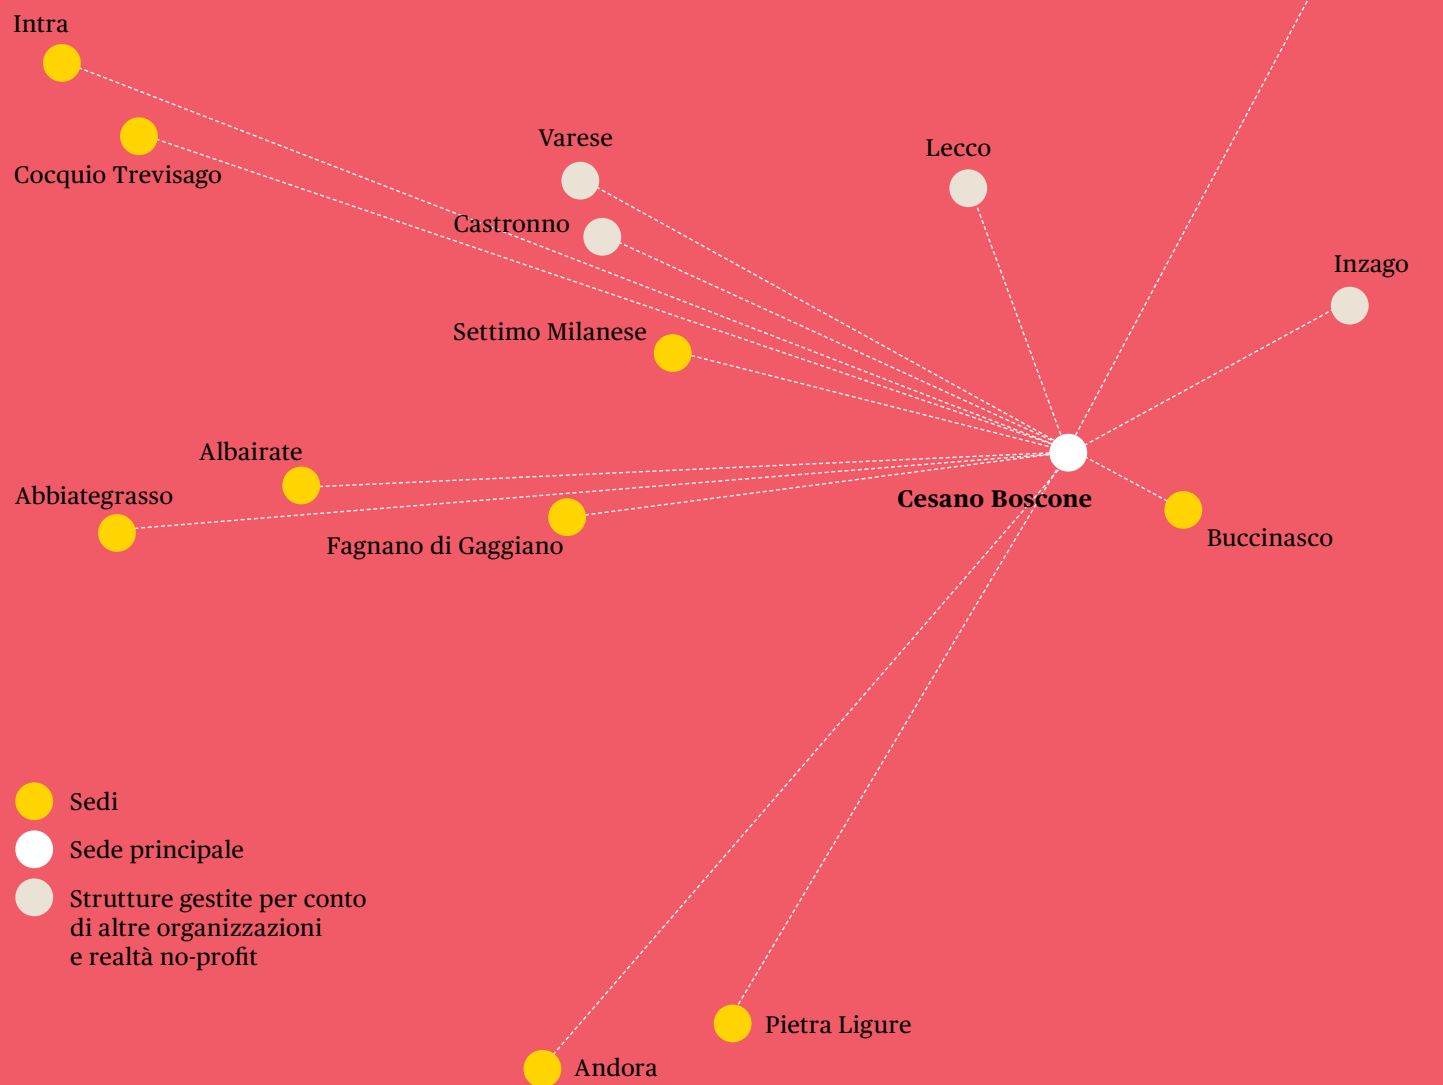 Intra
Varese
Lecco
Cocquio Trevisago
Castronno
Inzago
Settimo Milanese
Albairate
Abbiategrasso
Cesano Boscone
Buccinasco
Fagnano di Gaggiano
Sedi
Sede principale
Strutture gestite per conto
di altre organizzazioni
e realtà no-profit
Pietra Ligure
Andora